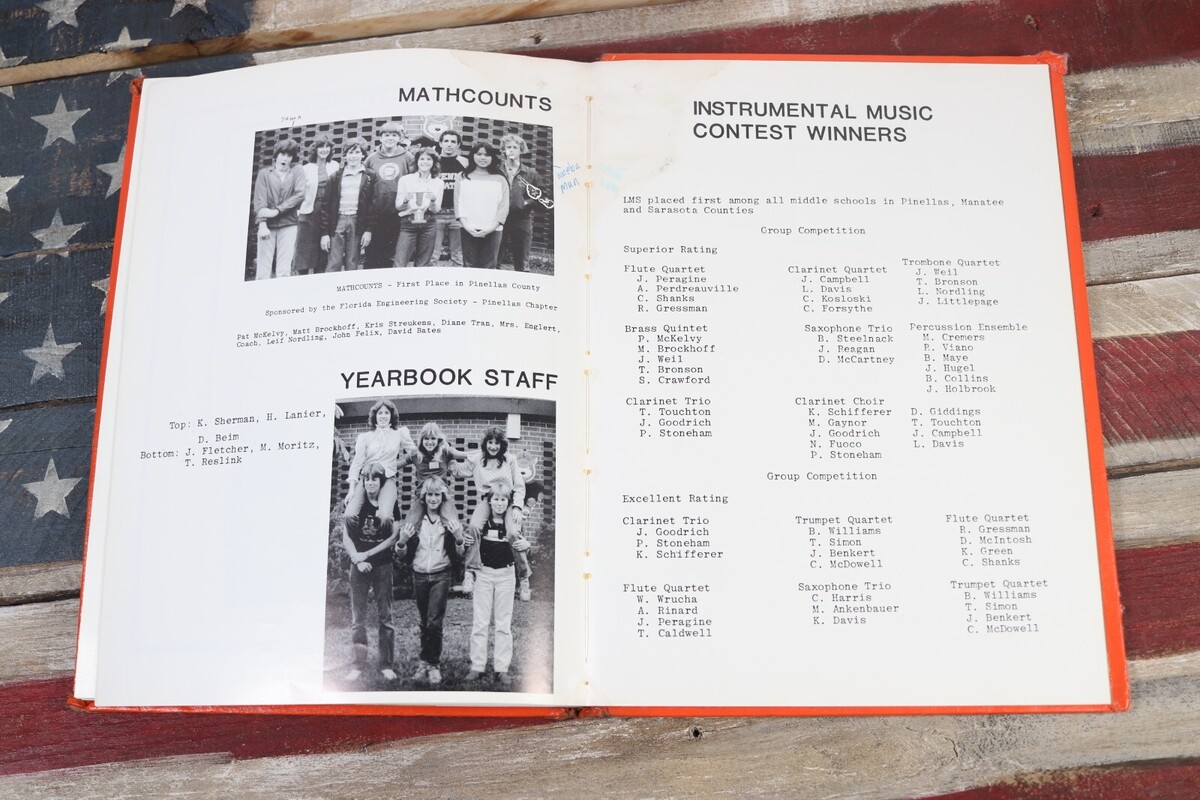 MATHCOUNTS
MATHCOUNTS - First Place in Pinellas County
Sponsored by the Florida Engineering Society - Pinellas Chapter
Pat McKelvy, Matt Brockhoff, Kris Streukens, Diane Tran, Mrs. Englert,
Coach. Leif Nordling, John Felix, David Bates
YEARBOOK STAFF
Top: K. Sherman, H. Lanier,
D. Beim
Bottom: J. Fletcher, M. Moritz,
T. Reslink
INSTRUMENTAL MUSIC
CONTEST WINNERS
LMS placed first among all middle schools in Pinellas, Manatee
and Sarasota Counties
Group Competition
Superior Rating
Flute Quartet
J. Peragine
A. Perdreauville
C. Shanks
R. Gressman
Clarinet Quartet
J. Campbell
L. Davis
C. Kosloski
C. Forsythe
Trombone Quartet
J. Weil
T. Bronson
L. Nordling
J. Littlepage
Brass Quintet
P. McKelvy
M. Brockhoff
J. Weil
T. Bronson
S. Crawford
Saxophone Trio
B. Steelnack
J. Reagan
D. McCartney
Percussion Ensemble
M. Cremers
R. Viano
B. Maye
J. Hugel
B. Collins
J. Holbrook
Clarinet Trio
T. Touchton
J. Goodrich
P. Stoneham
Clarinet Choir
K. Schifferer
M. Gaynor
J. Goodrich
N. Fuoco
P. Stoneham
D. Giddings
T. Touchton
J. Campbell
L. Davis
Group Competition
Excellent Rating
Clarinet Trio
J. Goodrich
P. Stoneham
K. Schifferer
Trumpet Quartet
B. Williams
T. Simon
J. Benkert
C. McDowell
Flute Quartet
R. Gressman
D. McIntosh
K. Green
C. Shanks
Flute Quartet
W. Wrucha
A. Rinard
J. Peragine
T. Caldwell
Saxophone Trio
C. Harris
M. Ankenbauer
K. Davis
Trumpet Quartet
B. Williams
T. Simon
J. Benkert
C. McDowell